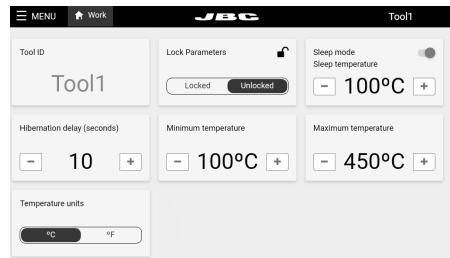 MENU Work JBC Tool1
Tool ID
Tool1
Lock Parameters
Locked Unlocked
Sleep mode
Sleep temperature
− 100ºC +
Hibernation delay (seconds)
− 10 +
Minimum temperature
− 100ºC +
Maximum temperature
− 450ºC +
Temperature units
ºC ºF